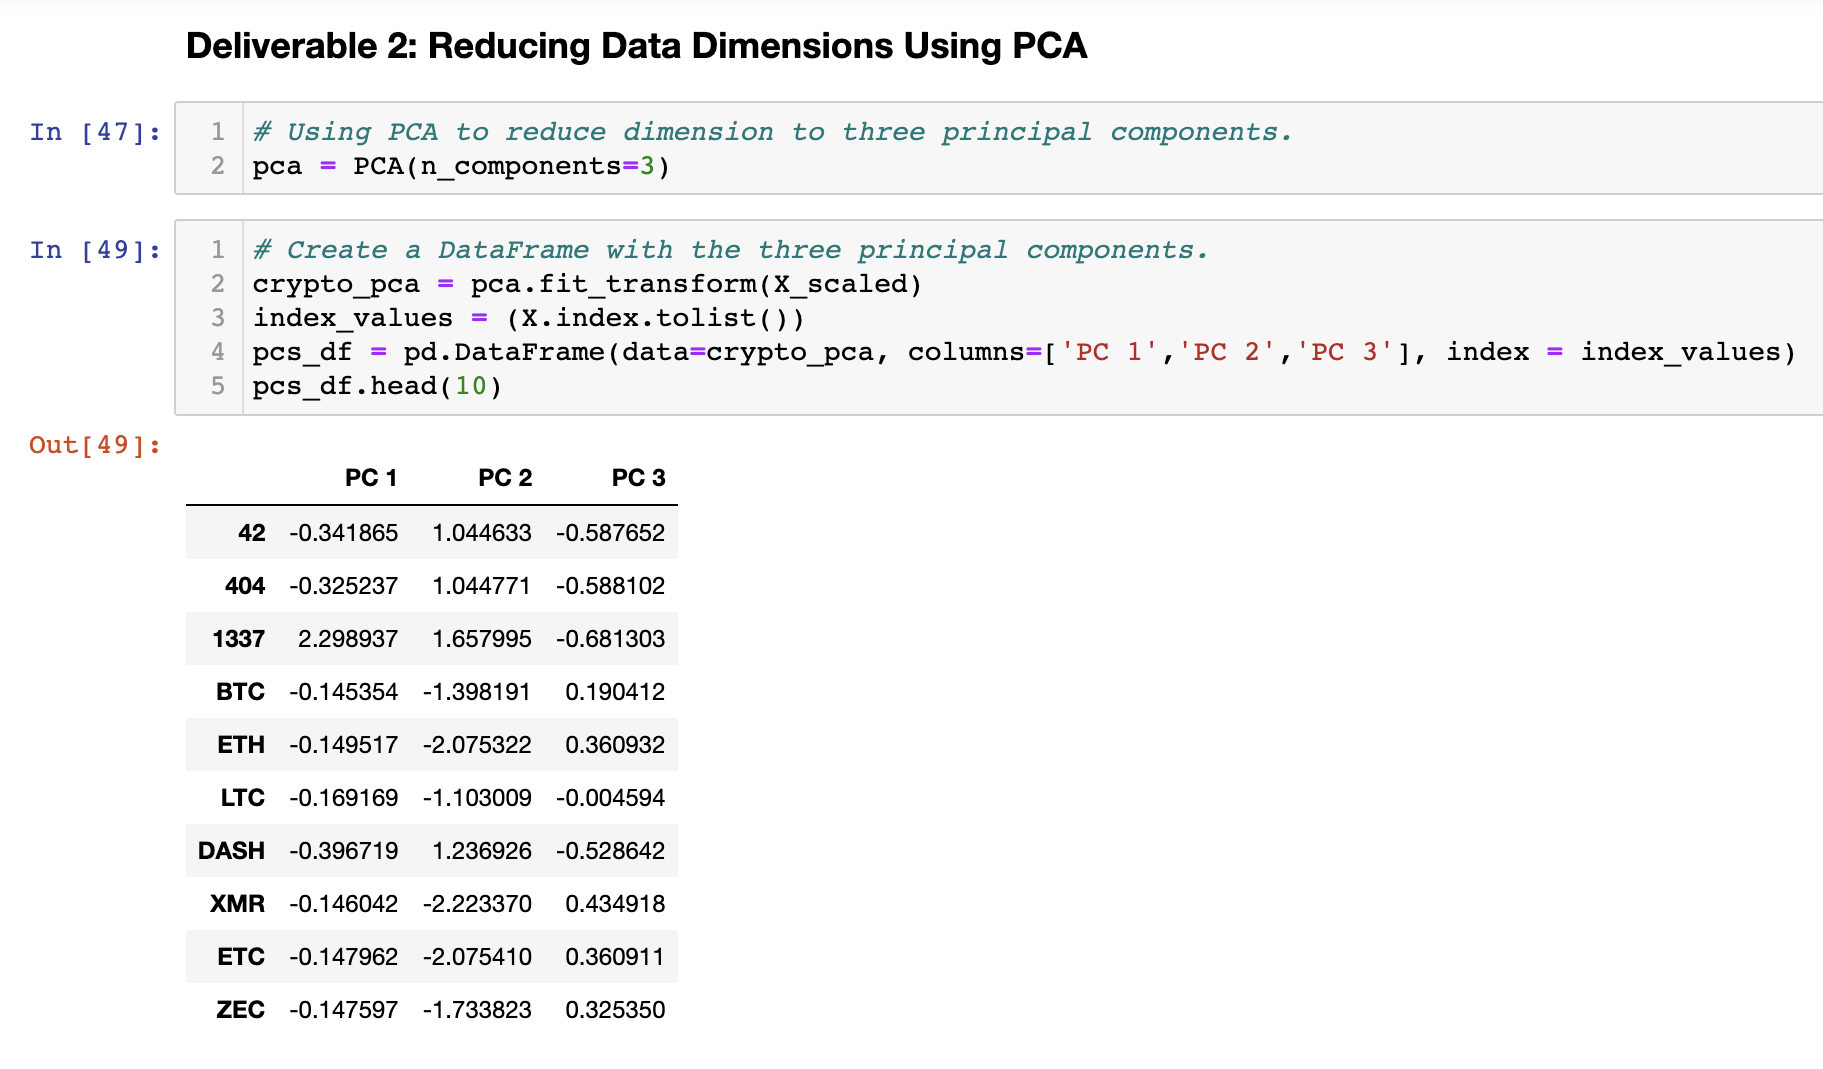 Deliverable 2: Reducing Data Dimensions Using PCA
In [47]:
1 # Using PCA to reduce dimension to three principal components.
2 pca = PCA(n_components=3)
In [49]:
1 # Create a DataFrame with the three principal components.
2 crypto_pca = pca.fit_transform(X_scaled)
3 index_values = (X.index.tolist())
4 pcs_df = pd.DataFrame(data=crypto_pca, columns=['PC 1','PC 2','PC 3'], index = index_values)
5 pcs_df.head(10)
Out[49]:
PC 1 PC 2 PC 3
42 -0.341865 1.044633 -0.587652
404 -0.325237 1.044771 -0.588102
1337 2.298937 1.657995 -0.681303
BTC -0.145354 -1.398191 0.190412
ETH -0.149517 -2.075322 0.360932
LTC -0.169169 -1.103009 -0.004594
DASH -0.396719 1.236926 -0.528642
XMR -0.146042 -2.223370 0.434918
ETC -0.147962 -2.075410 0.360911
ZEC -0.147597 -1.733823 0.325350